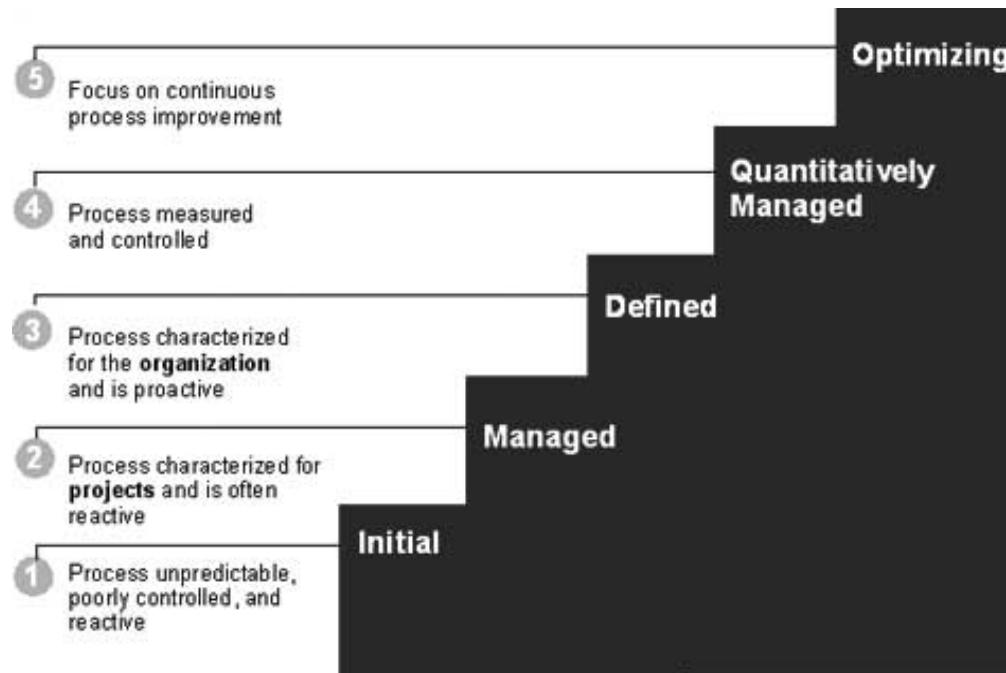 5
Optimizing
Focus on continuous
process improvement
4
Quantitatively
Managed
Process measured
and controlled
3
Defined
Process characterized
for the organization
and is proactive
2
Managed
Process characterized for
projects and is often
reactive
1
Initial
Process unpredictable,
poorly controlled, and
reactive